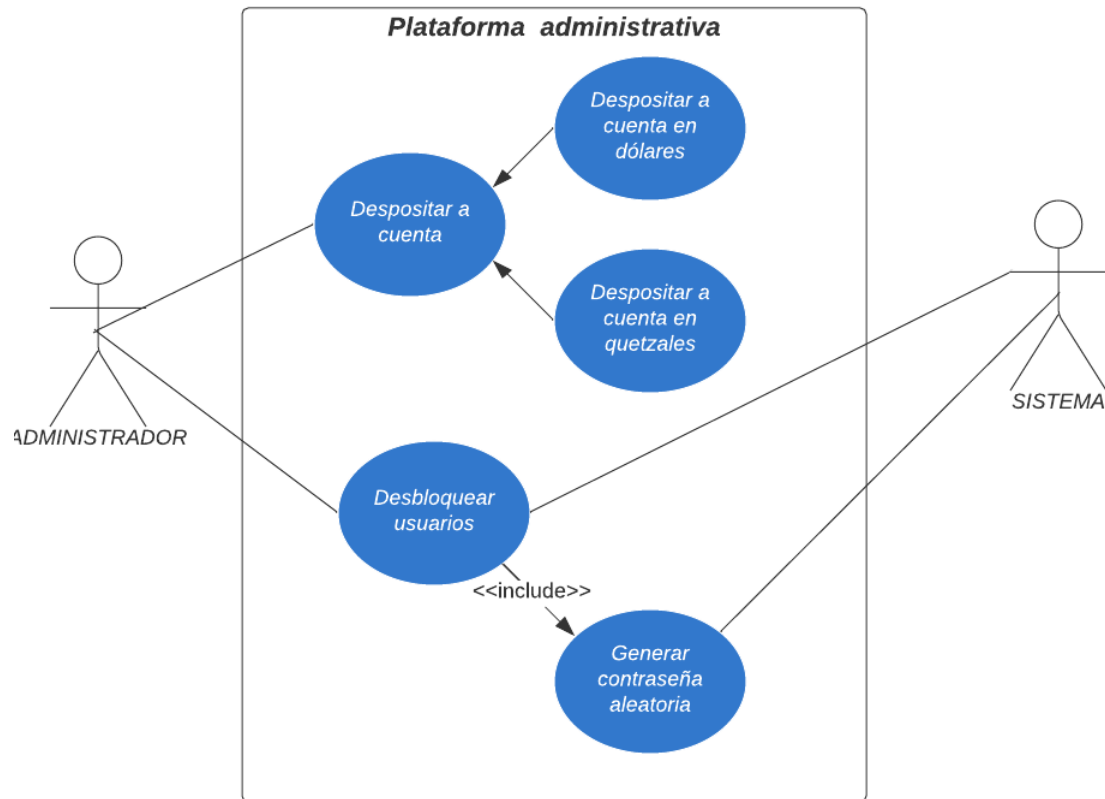 Plataforma administrativa
Despositar a
cuenta en
dólares
Despositar a
cuenta
Despositar a
cuenta en
quetzales
ADMINISTRADOR
SISTEMA
Desbloquear
usuarios
<<include>>
Generar
contraseña
aleatoria